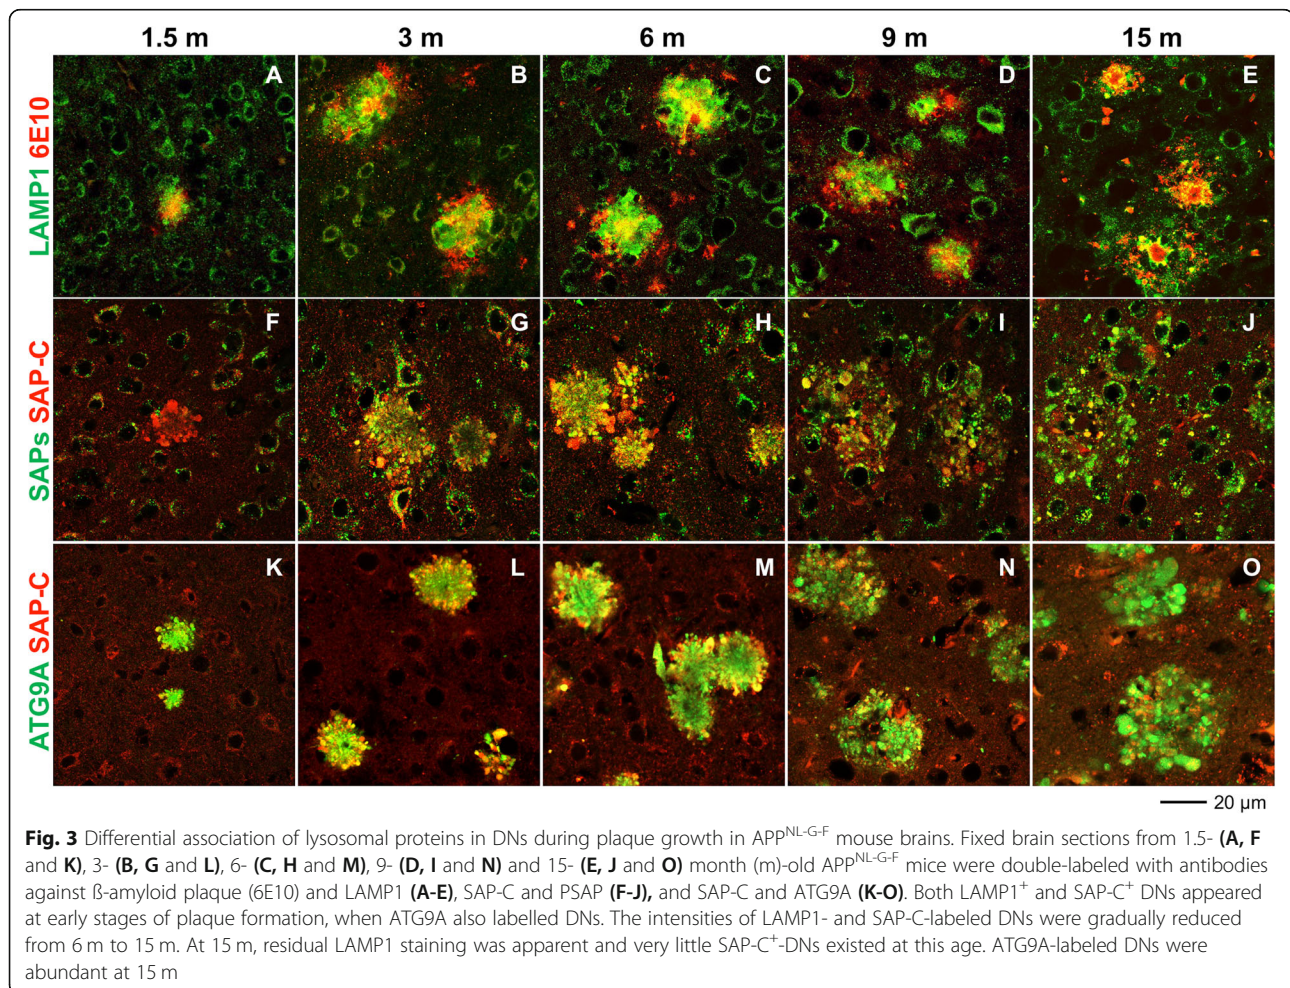 1.5 m 3 m 6 m 9 m 15 m
LAMP1 6E10
A B C D E
SAPs SAP-C
F G H I J
ATG9A SAP-C
K L M N O
20 µm
Fig. 3 Differential association of lysosomal proteins in DNs during plaque growth in APP^NL-G-F mouse brains. Fixed brain sections from 1.5- (A, F
and K), 3- (B, G and L), 6- (C, H and M), 9- (D, I and N) and 15- (E, J and O) month (m)-old APP^NL-G-F mice were double-labeled with antibodies
against ß-amyloid plaque (6E10) and LAMP1 (A-E), SAP-C and PSAP (F-J), and SAP-C and ATG9A (K-O). Both LAMP1⁺ and SAP-C⁺ DNs appeared
at early stages of plaque formation, when ATG9A also labelled DNs. The intensities of LAMP1- and SAP-C-labeled DNs were gradually reduced
from 6 m to 15 m. At 15 m, residual LAMP1 staining was apparent and very little SAP-C⁺-DNs existed at this age. ATG9A-labeled DNs were
abundant at 15 m